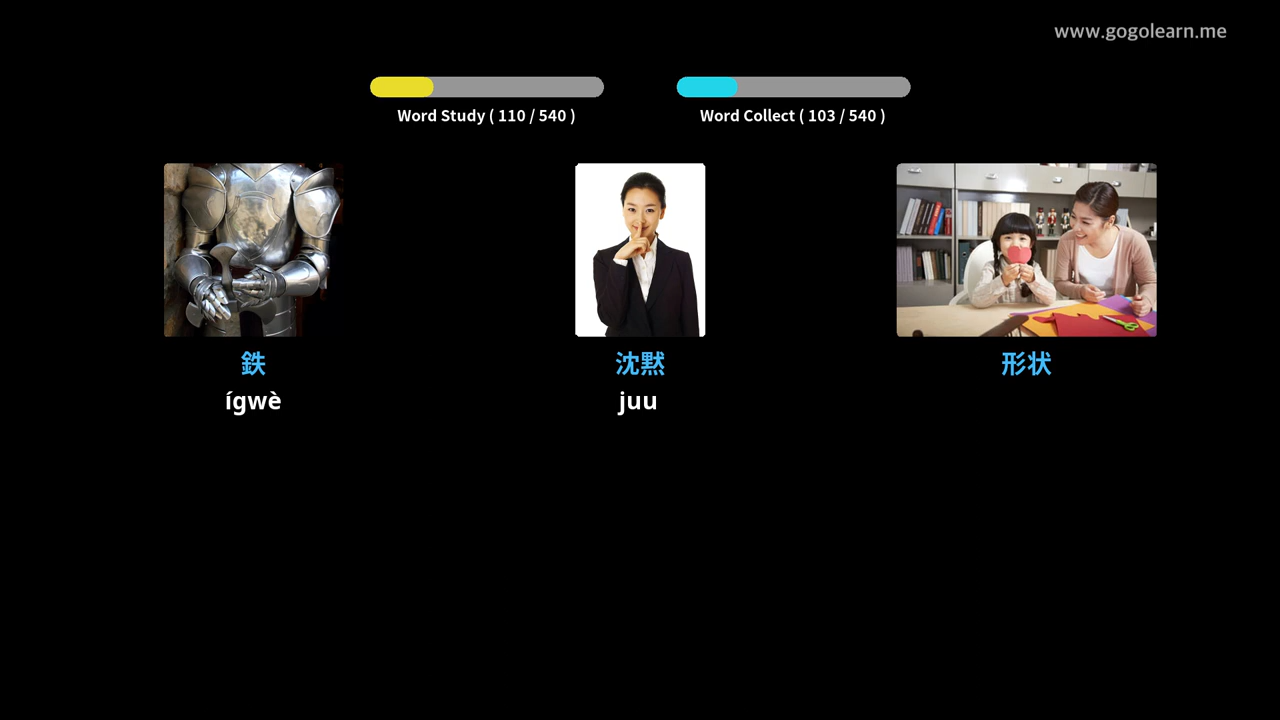 www.gogolearn.me
Word Study ( 110 / 540 )
Word Collect ( 103 / 540 )
鉄
沈黙
形状
ígwè
juu